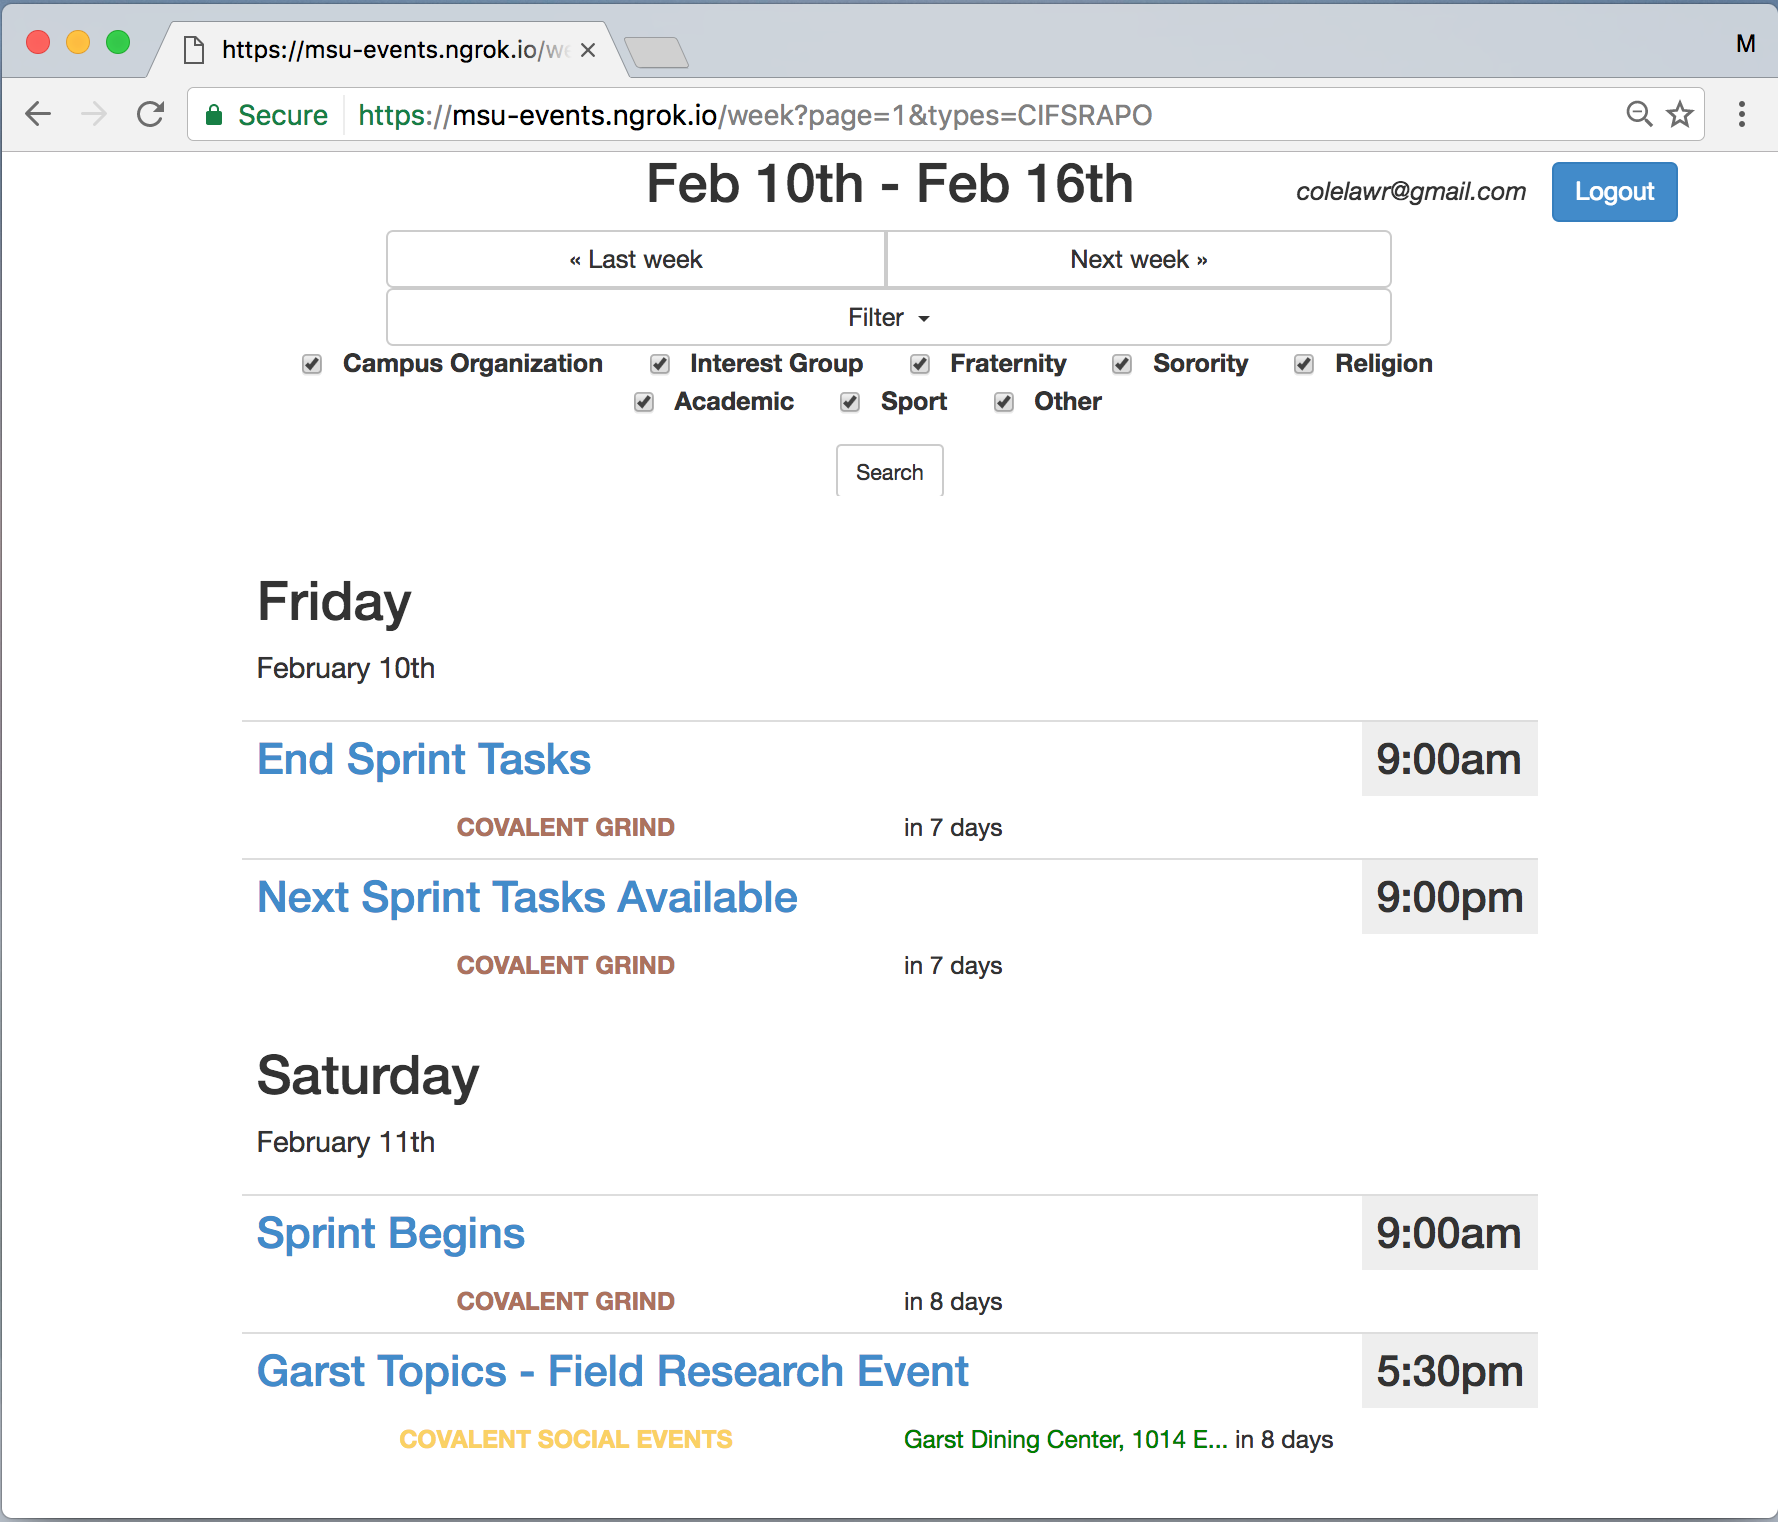 https://msu-events.ngrok.io/we
M
Secure https://msu-events.ngrok.io/week?page=1&types=CIFSRAPO
Feb 10th - Feb 16th
colelawr@gmail.com
Logout
« Last week
Next week »
Filter
Campus Organization Interest Group Fraternity Sorority Religion
Academic Sport Other
Search
Friday
February 10th
End Sprint Tasks 9:00am
COVALENT GRIND in 7 days
Next Sprint Tasks Available 9:00pm
COVALENT GRIND in 7 days
Saturday
February 11th
Sprint Begins 9:00am
COVALENT GRIND in 8 days
Garst Topics - Field Research Event 5:30pm
COVALENT SOCIAL EVENTS Garst Dining Center, 1014 E... in 8 days